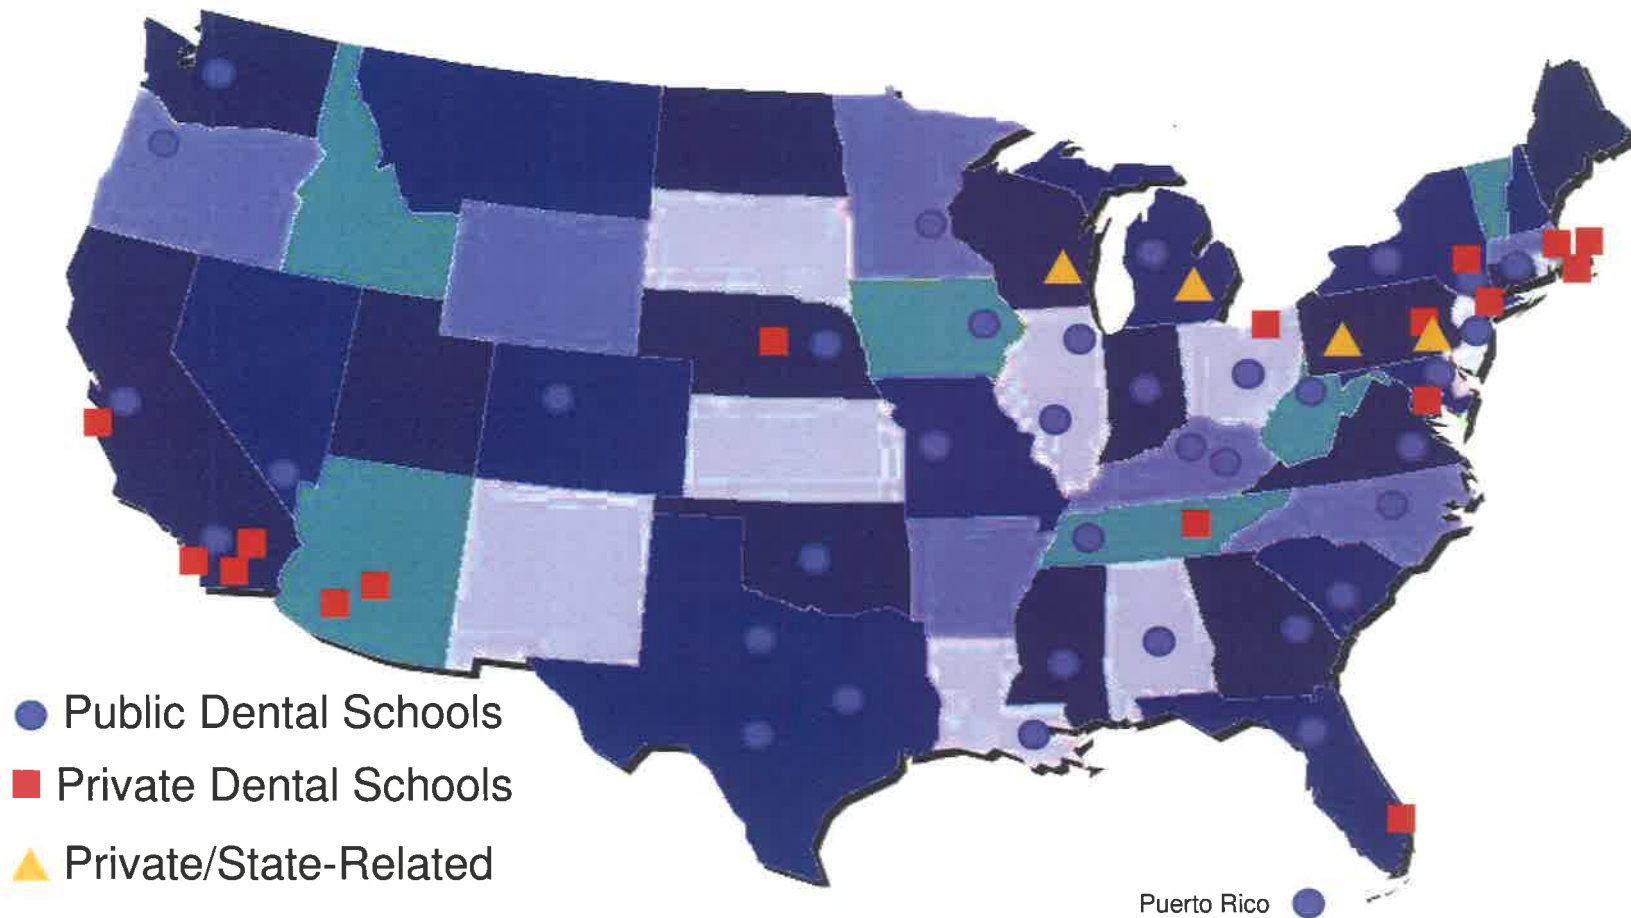 Public Dental Schools
Private Dental Schools
Private/State-Related
Puerto Rico